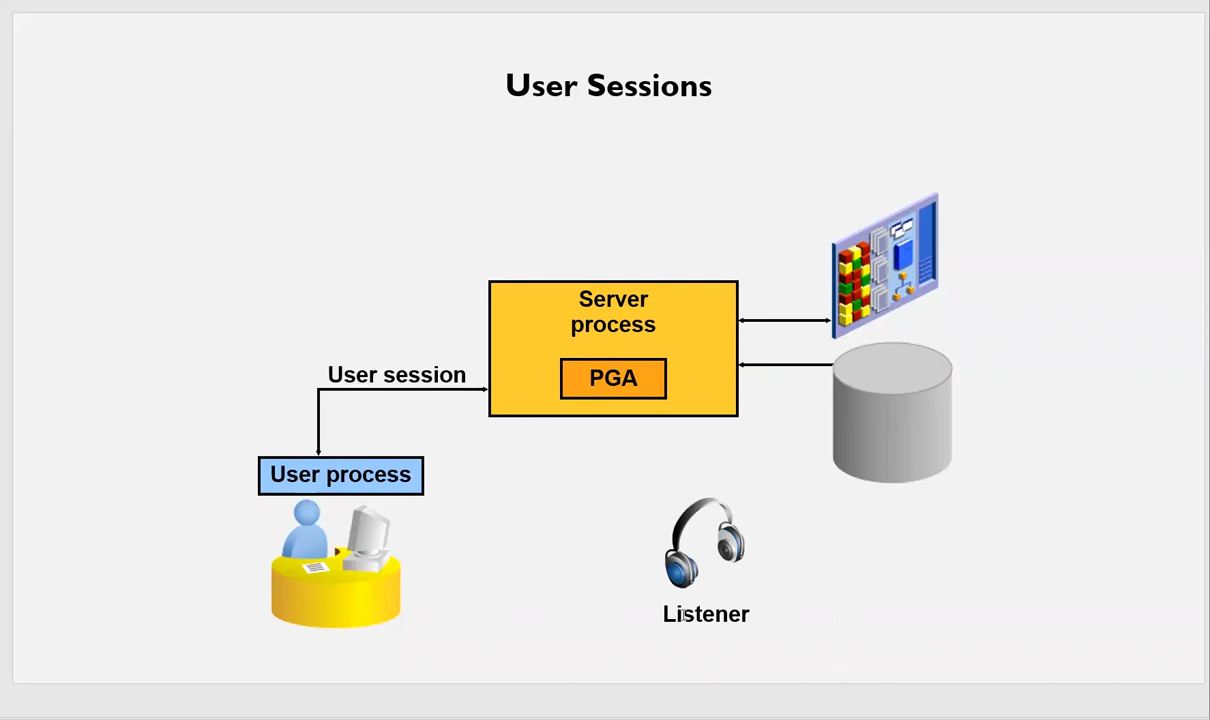 User Sessions
Server
process
PGA
User session
User process
Listener